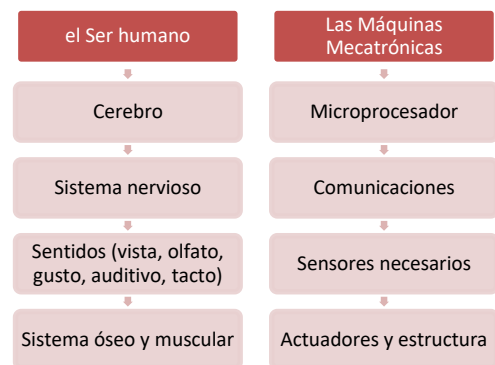 el Ser humano
Cerebro
Sistema nervioso
Sentidos (vista, olfato,
gusto, auditivo, tacto)
Sistema óseo y muscular
Las Máquinas
Mecatrónicas
Microprocesador
Comunicaciones
Sensores necesarios
Actuadores y estructura